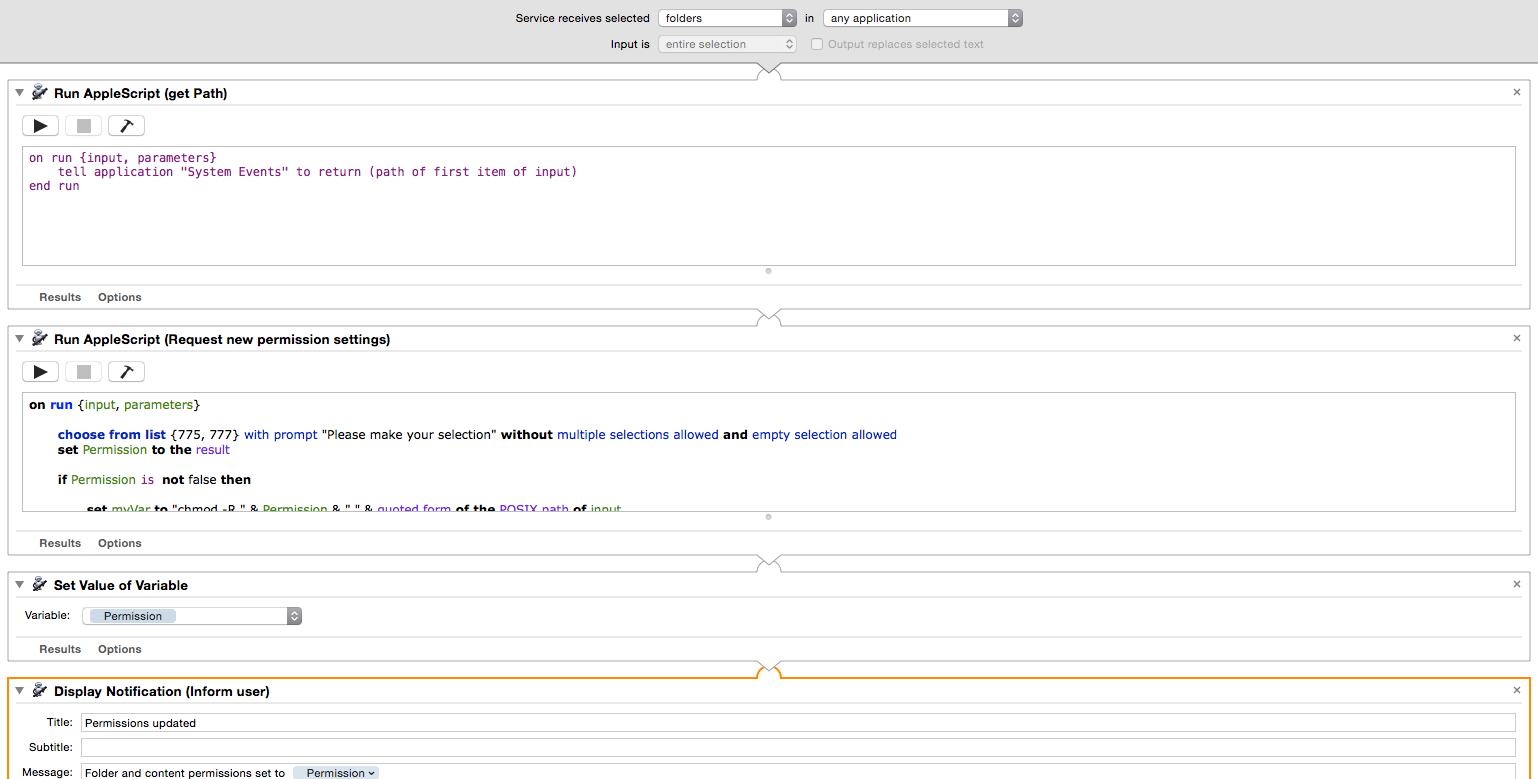 Service receives selected folders in any application
Input is entire selection Output replaces selected text
Run AppleScript (get Path)
on run {input, parameters}
tell application "System Events" to return (path of first item of input)
end run
Results Options
Run AppleScript (Request new permission settings)
on run {input, parameters}
choose from list {775, 777} with prompt "Please make your selection" without multiple selections allowed and empty selection allowed
set Permission to the result
if Permission is not false then
set myVar to "chmod -R " & Permission & " " & quoted form of the POSIX path of input
Results Options
Set Value of Variable
Variable: Permission
Results Options
Display Notification (Inform user)
Title: Permissions updated
Subtitle:
Message: Folder and content permissions set to Permission